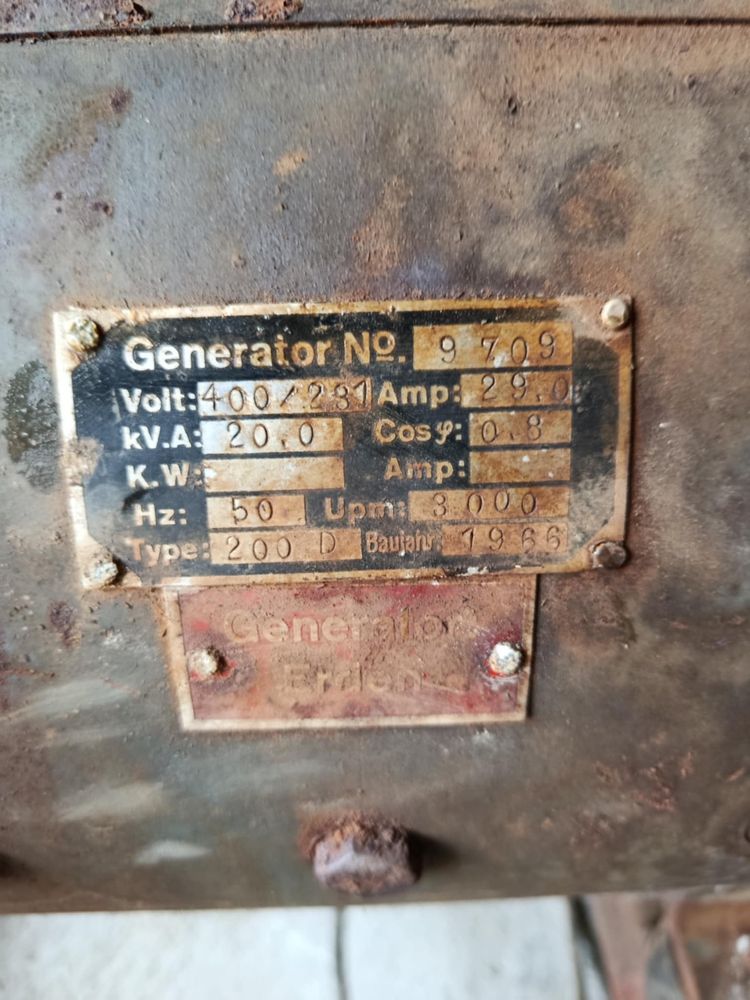 Generator Nº. 9709
Volt: 400/231 Amp: 29.0
kV.A: 20.0 Cosφ: 0.8
K.W: Amp:
Hz: 50 Upm: 3000
Type: 200 D Baujahr: 1966
Generator
Erden